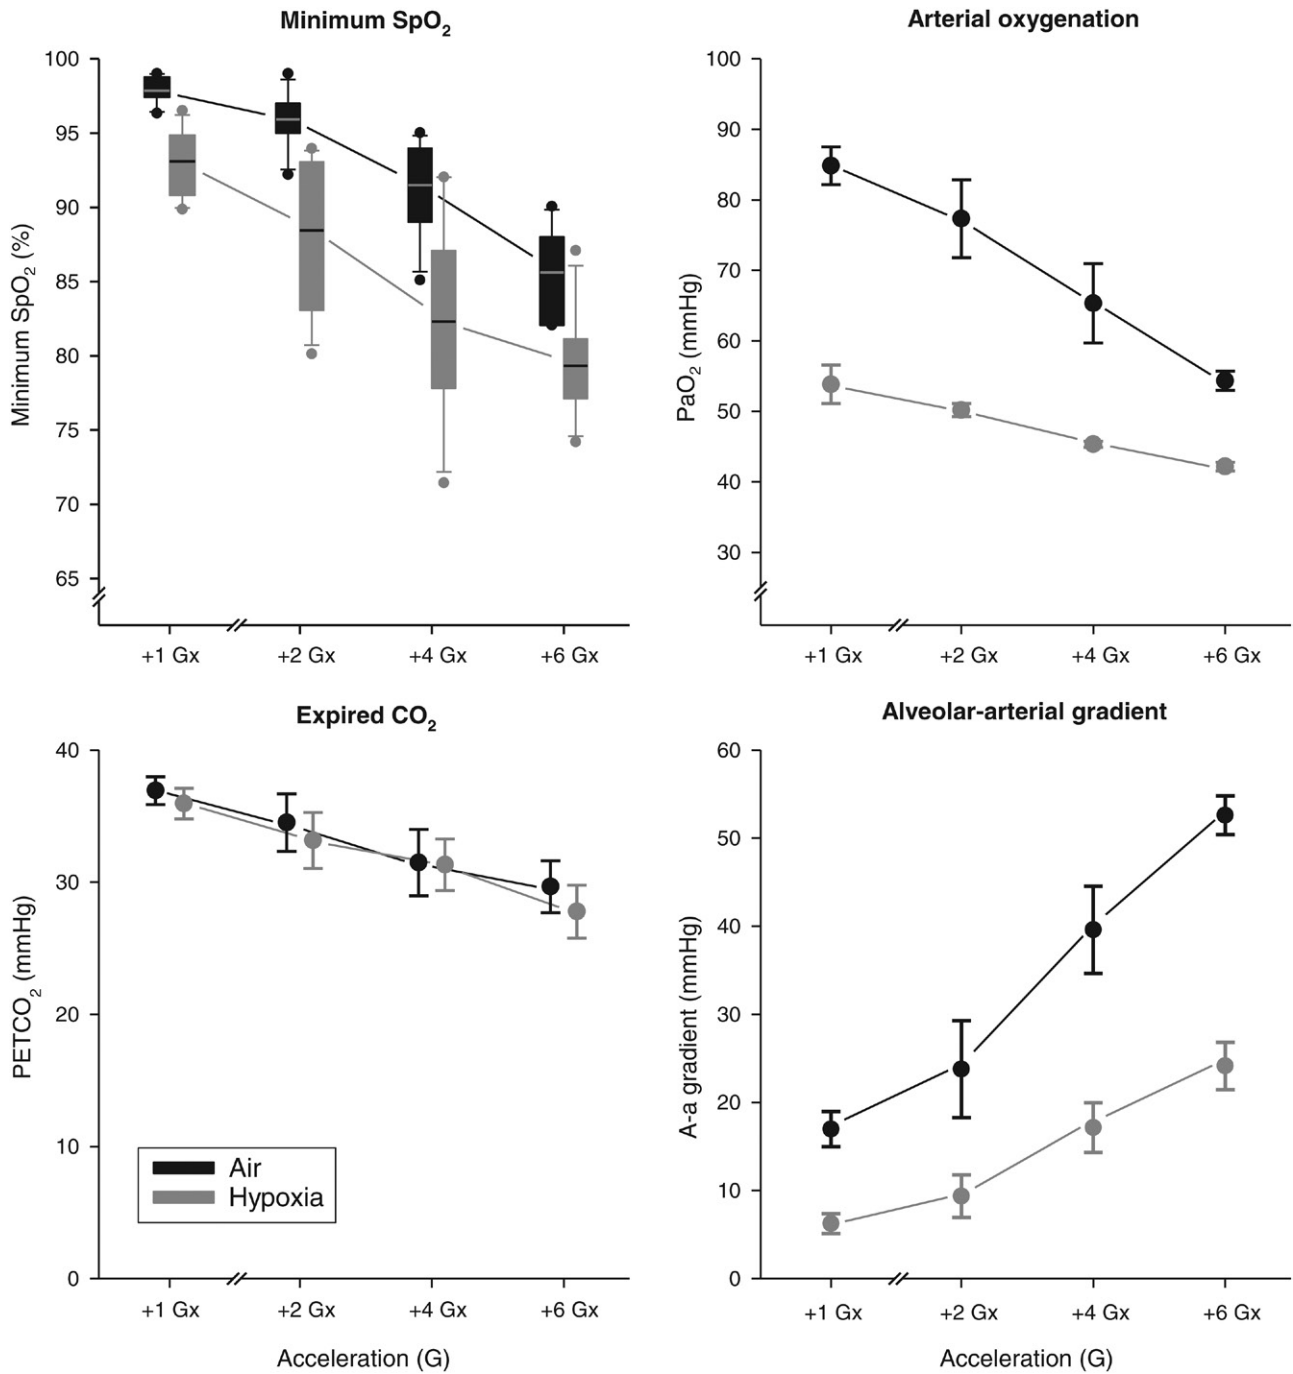 Minimum SpO2
Minimum SpO2 (%)
100
95
90
85
80
75
70
65
+1 Gx
+2 Gx
+4 Gx
+6 Gx
Arterial oxygenation
PaO2 (mmHg)
100
90
80
70
60
50
40
30
+1 Gx
+2 Gx
+4 Gx
+6 Gx
Expired CO2
PETCO2 (mmHg)
40
30
20
10
0
Air
Hypoxia
+1 Gx
+2 Gx
+4 Gx
+6 Gx
Acceleration (G)
Alveolar-arterial gradient
A-a gradient (mmHg)
60
50
40
30
20
10
0
+1 Gx
+2 Gx
+4 Gx
+6 Gx
Acceleration (G)